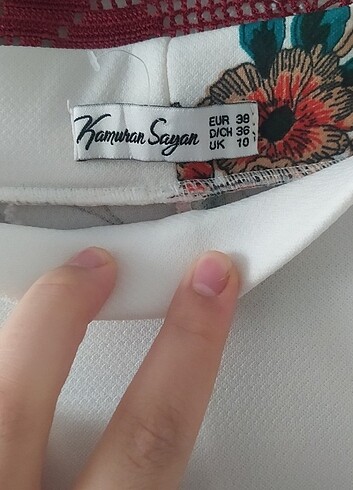 Kamuran Sayan
EUR 38
D/CH 36
UK 10